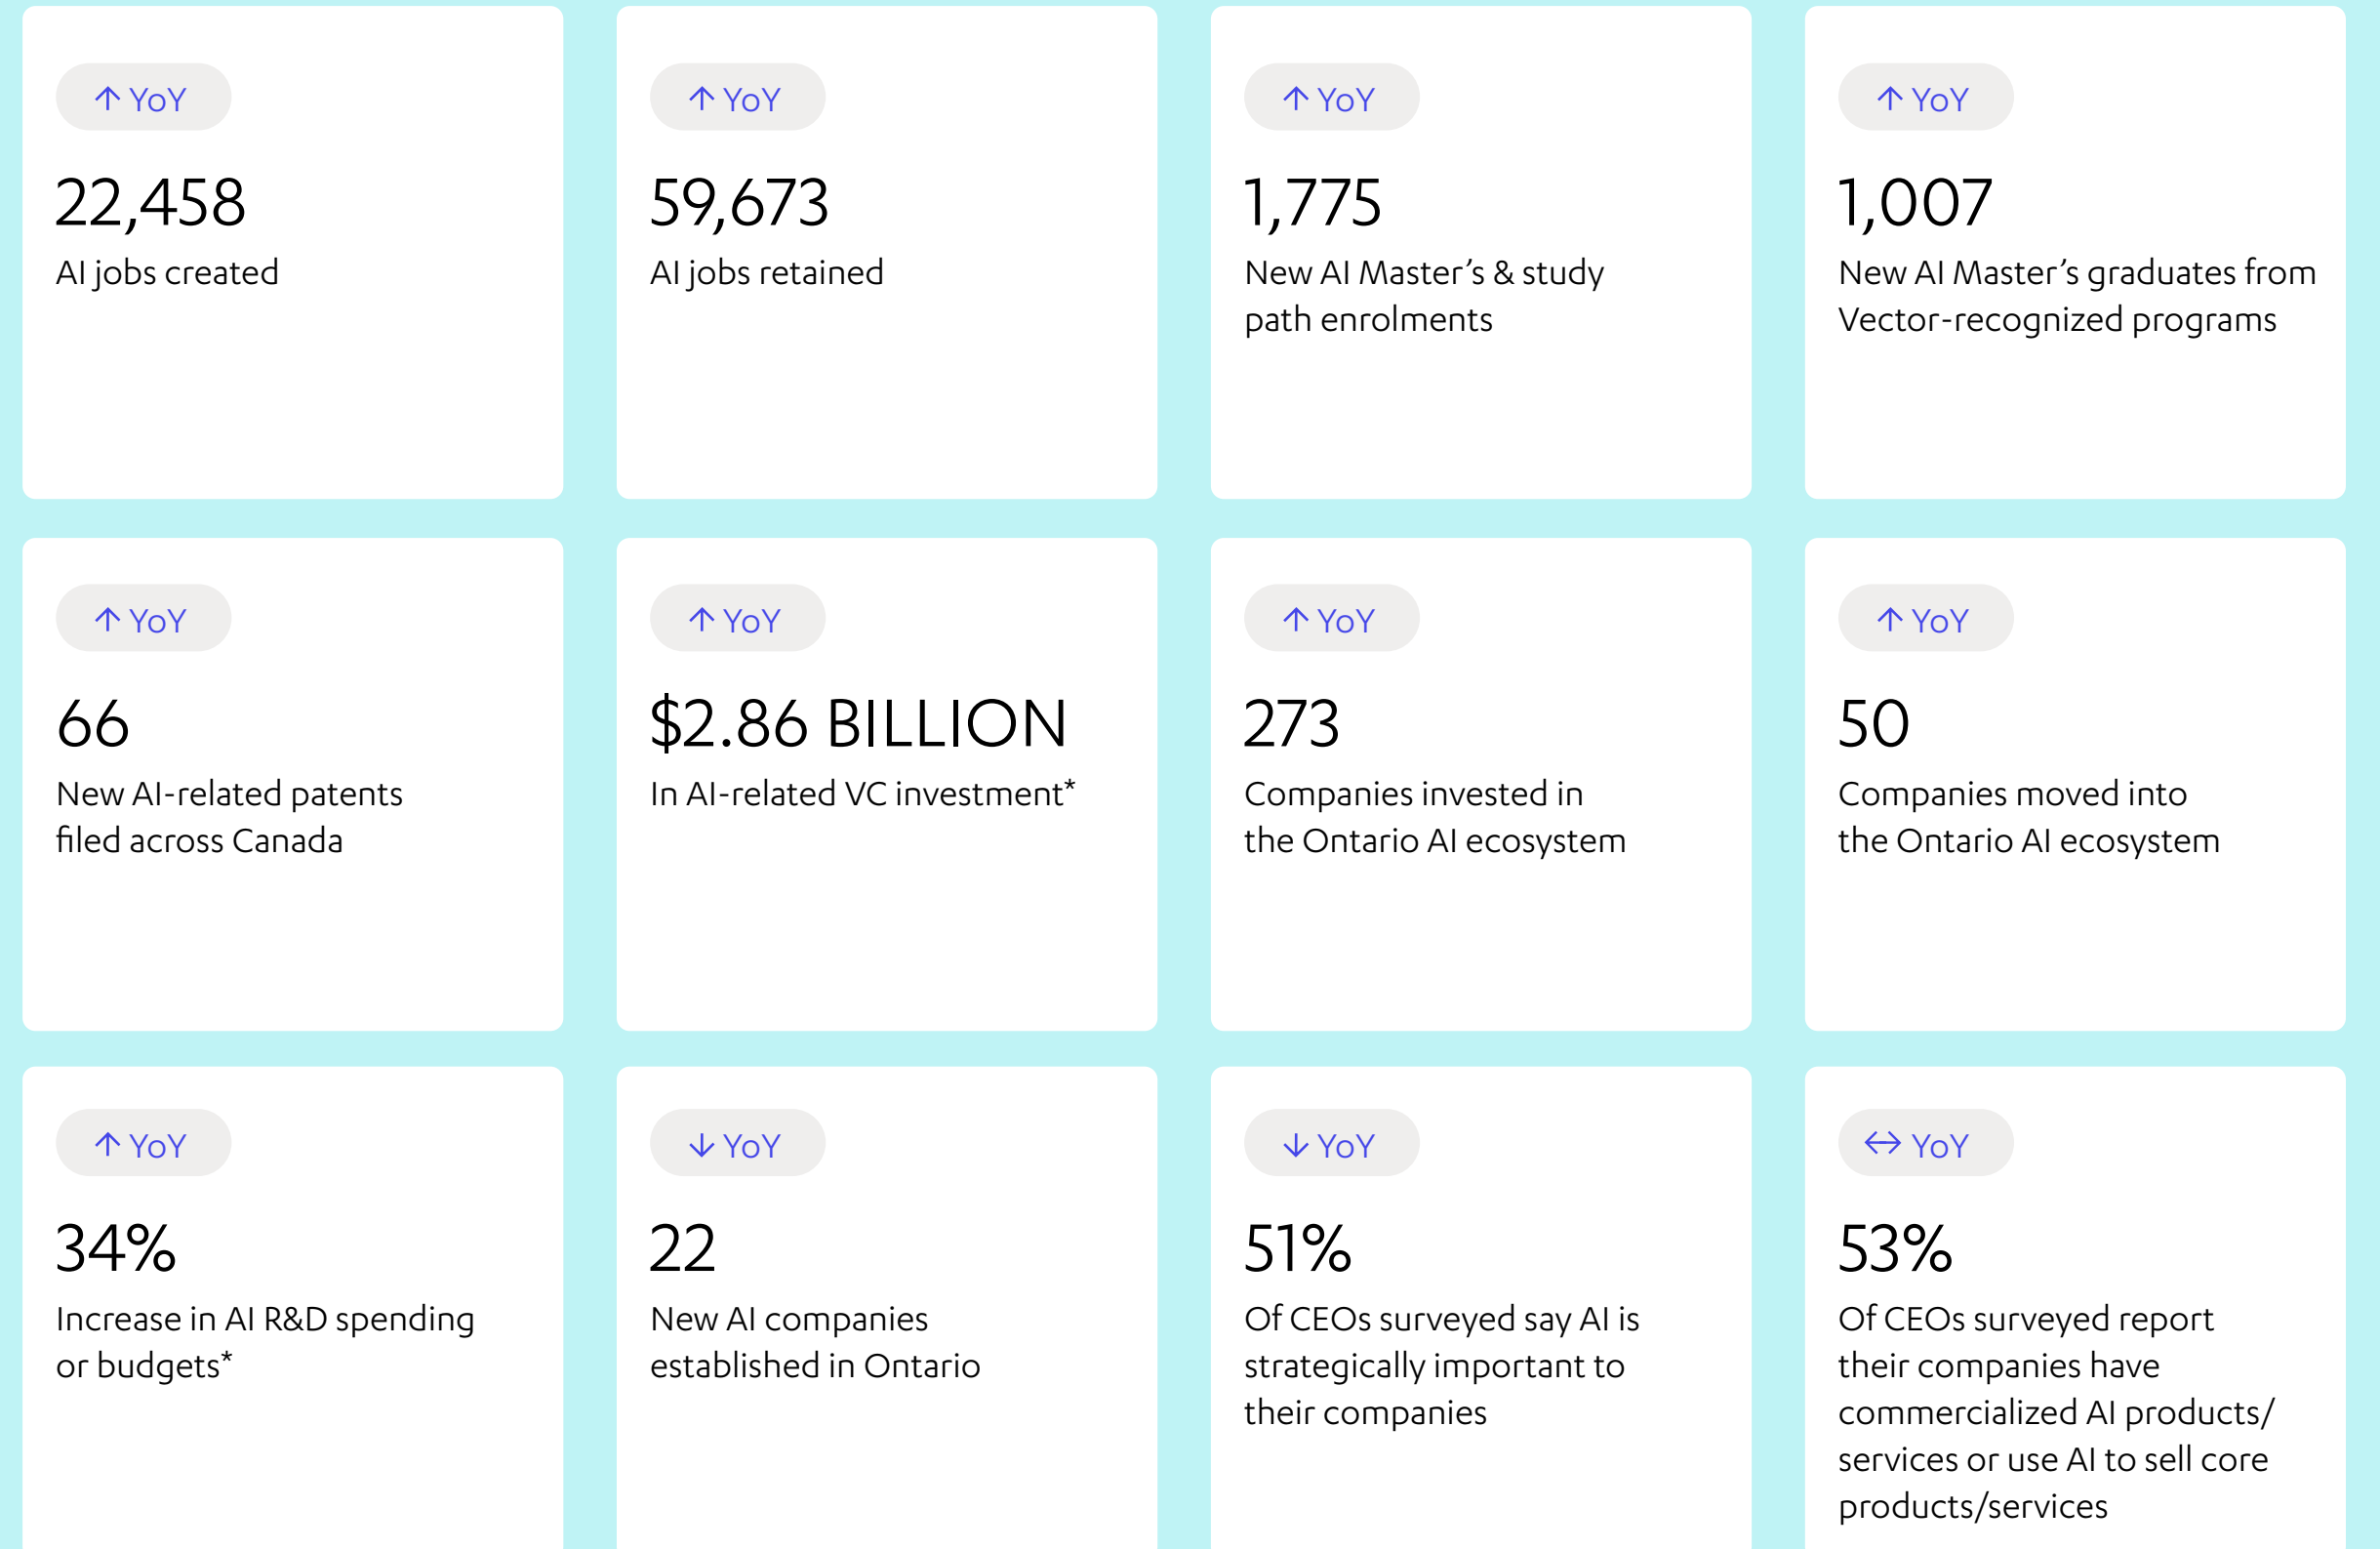 ↑ YoY
22,458
AI jobs created
↑ YoY
59,673
AI jobs retained
↑ YoY
1,775
New AI Master’s & study
path enrolments
↑ YoY
1,007
New AI Master’s graduates from
Vector-recognized programs
↑ YoY
66
New AI-related patents
filed across Canada
↑ YoY
$2.86 BILLION
In AI-related VC investment*
↑ YoY
273
Companies invested in
the Ontario AI ecosystem
↑ YoY
50
Companies moved into
the Ontario AI ecosystem
↑ YoY
34%
Increase in AI R&D spending
or budgets*
↓ YoY
22
New AI companies
established in Ontario
↓ YoY
51%
Of CEOs surveyed say AI is
strategically important to
their companies
↔ YoY
53%
Of CEOs surveyed report
their companies have
commercialized AI products/
services or use AI to sell core
products/services